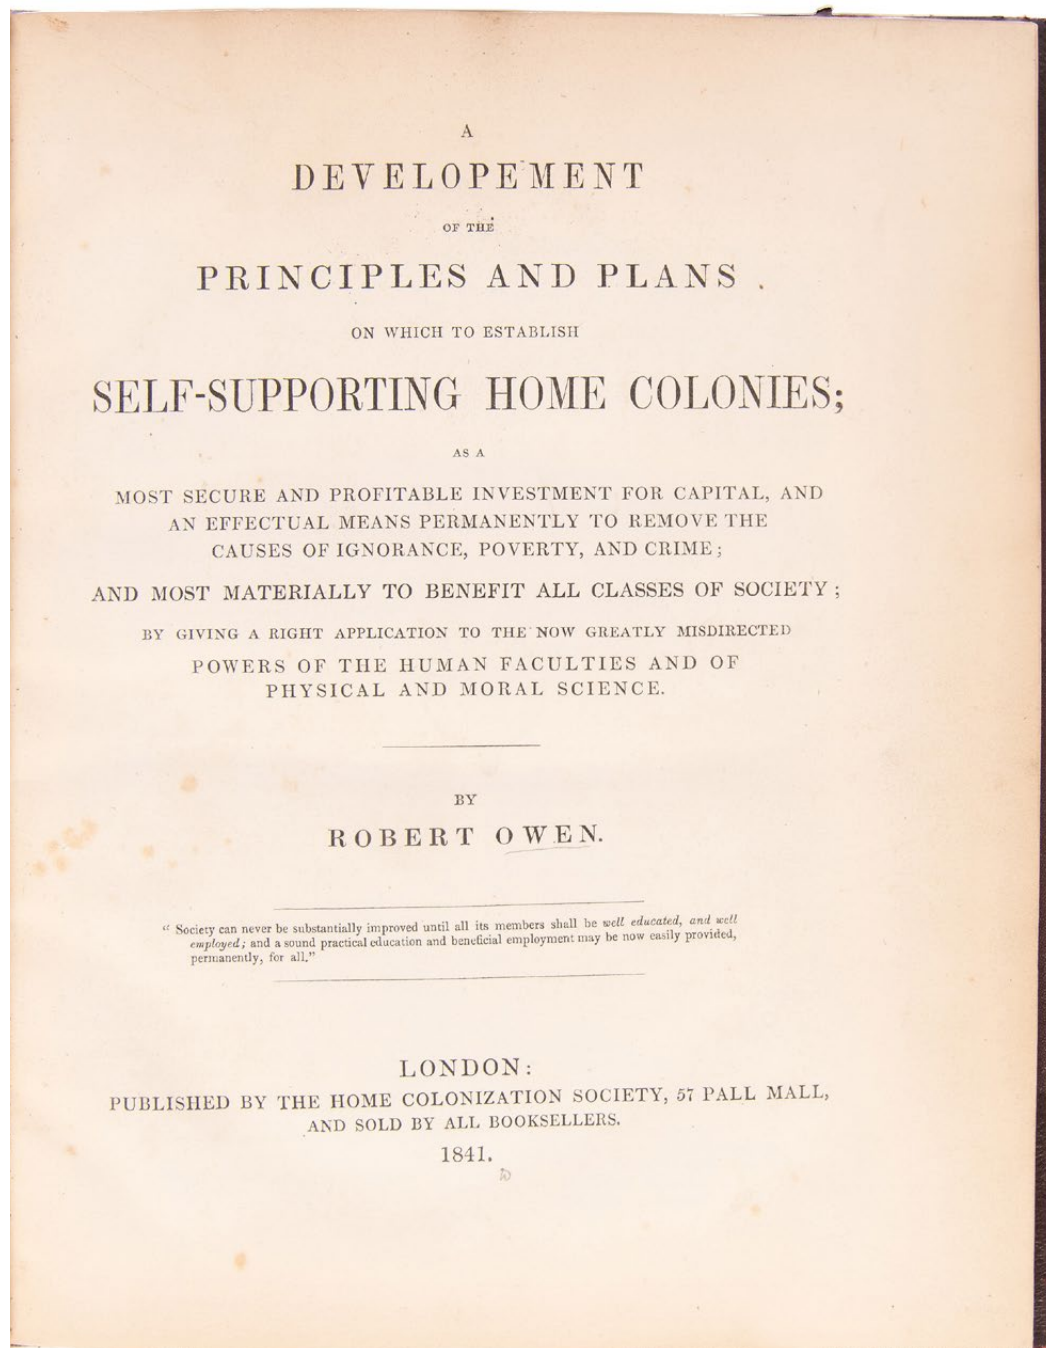 A
DEVELOPEMENT
OF THE
PRINCIPLES AND PLANS
ON WHICH TO ESTABLISH
SELF-SUPPORTING HOME COLONIES;
AS A
MOST SECURE AND PROFITABLE INVESTMENT FOR CAPITAL, AND
AN EFFECTUAL MEANS PERMANENTLY TO REMOVE THE
CAUSES OF IGNORANCE, POVERTY, AND CRIME;
AND MOST MATERIALLY TO BENEFIT ALL CLASSES OF SOCIETY;
BY GIVING A RIGHT APPLICATION TO THE NOW GREATLY MISDIRECTED
POWERS OF THE HUMAN FACULTIES AND OF
PHYSICAL AND MORAL SCIENCE.
BY
ROBERT OWEN.
“Society can never be substantially improved until all its members shall be well educated, and well
employed; and a sound practical education and beneficial employment may be now easily provided,
permanently, for all.”
LONDON:
PUBLISHED BY THE HOME COLONIZATION SOCIETY, 57 PALL MALL,
AND SOLD BY ALL BOOKSELLERS.
1841.